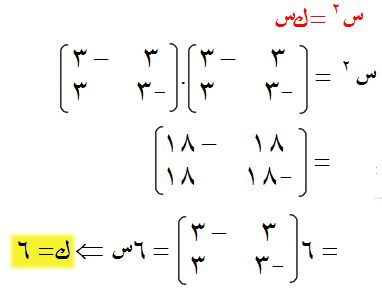 س٢ = ك س
س٢ = [٣ -٣ ; -٣ ٣] . [٣ -٣ ; -٣ ٣]
= [١٨ -١٨ ; -١٨ ١٨]
= ٦ [٣ -٣ ; -٣ ٣] = ٦س ⇐ ك = ٦